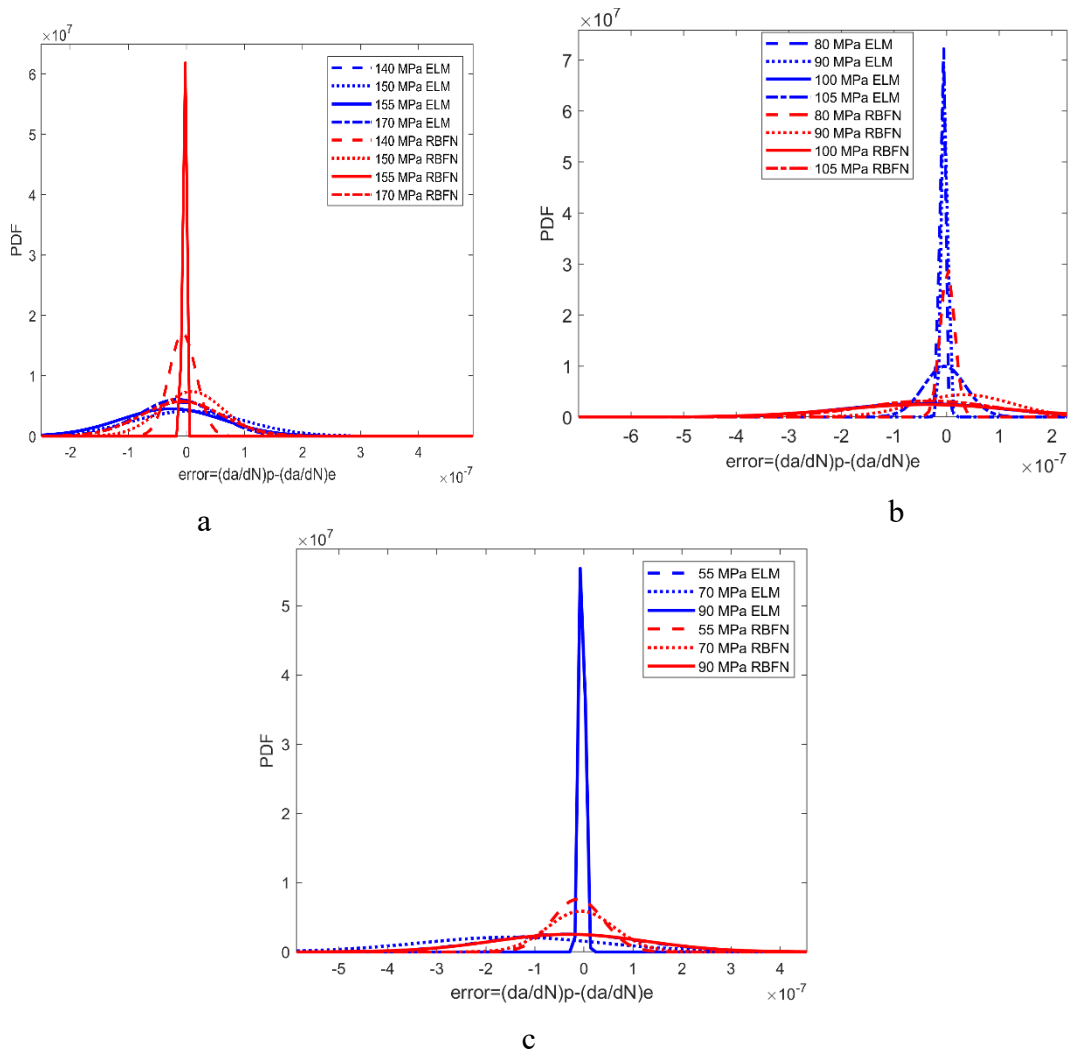 ×10^7
6
5
4
3
2
1
0
PDF
-2
-1
0
1
2
3
4
error=(da/dN)p-(da/dN)e
×10^-7
140 MPa ELM
150 MPa ELM
155 MPa ELM
170 MPa ELM
140 MPa RBFN
150 MPa RBFN
155 MPa RBFN
170 MPa RBFN
a
×10^7
7
6
5
4
3
2
1
0
PDF
-6
-5
-4
-3
-2
-1
0
1
2
error=(da/dN)p-(da/dN)e
×10^-7
80 MPa ELM
90 MPa ELM
100 MPa ELM
105 MPa ELM
80 MPa RBFN
90 MPa RBFN
100 MPa RBFN
105 MPa RBFN
b
×10^7
5
4
3
2
1
0
PDF
-5
-4
-3
-2
-1
0
1
2
3
4
error=(da/dN)p-(da/dN)e
×10^-7
55 MPa ELM
70 MPa ELM
90 MPa ELM
55 MPa RBFN
70 MPa RBFN
90 MPa RBFN
c